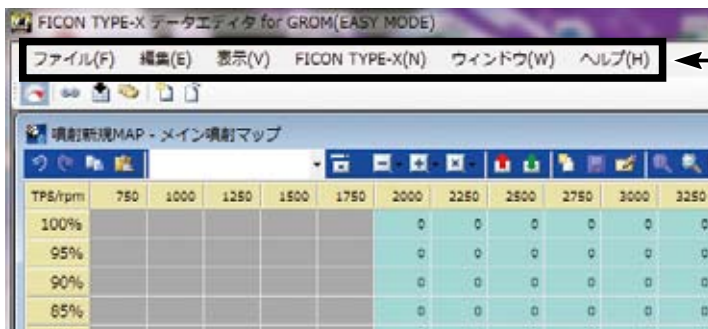 FICON TYPE-X データエディタ for GROM(EASY MODE)
ファイル(F) 編集(E) 表示(V) FICON TYPE-X(N) ウィンドウ(W) ヘルプ(H)
噴射新規MAP - メイン噴射マップ
TPS/rpm 750 1000 1250 1500 1750 2000 2250 2500 2750 3000 3250
100% 0 0 0 0 0 0
95% 0 0 0 0 0 0
90% 0 0 0 0 0 0
85% 0 0 0 0 0 0